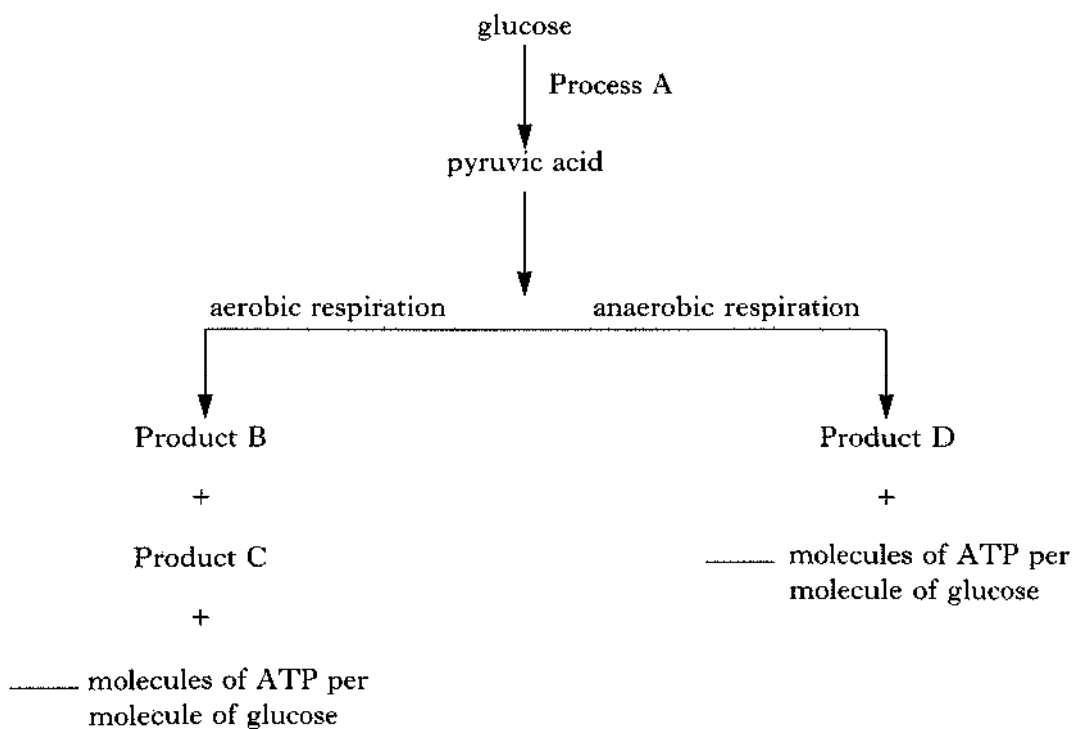 glucose
Process A
pyruvic acid
aerobic respiration
anaerobic respiration
Product B
+
Product C
+
molecules of ATP per
molecule of glucose
Product D
+
molecules of ATP per
molecule of glucose